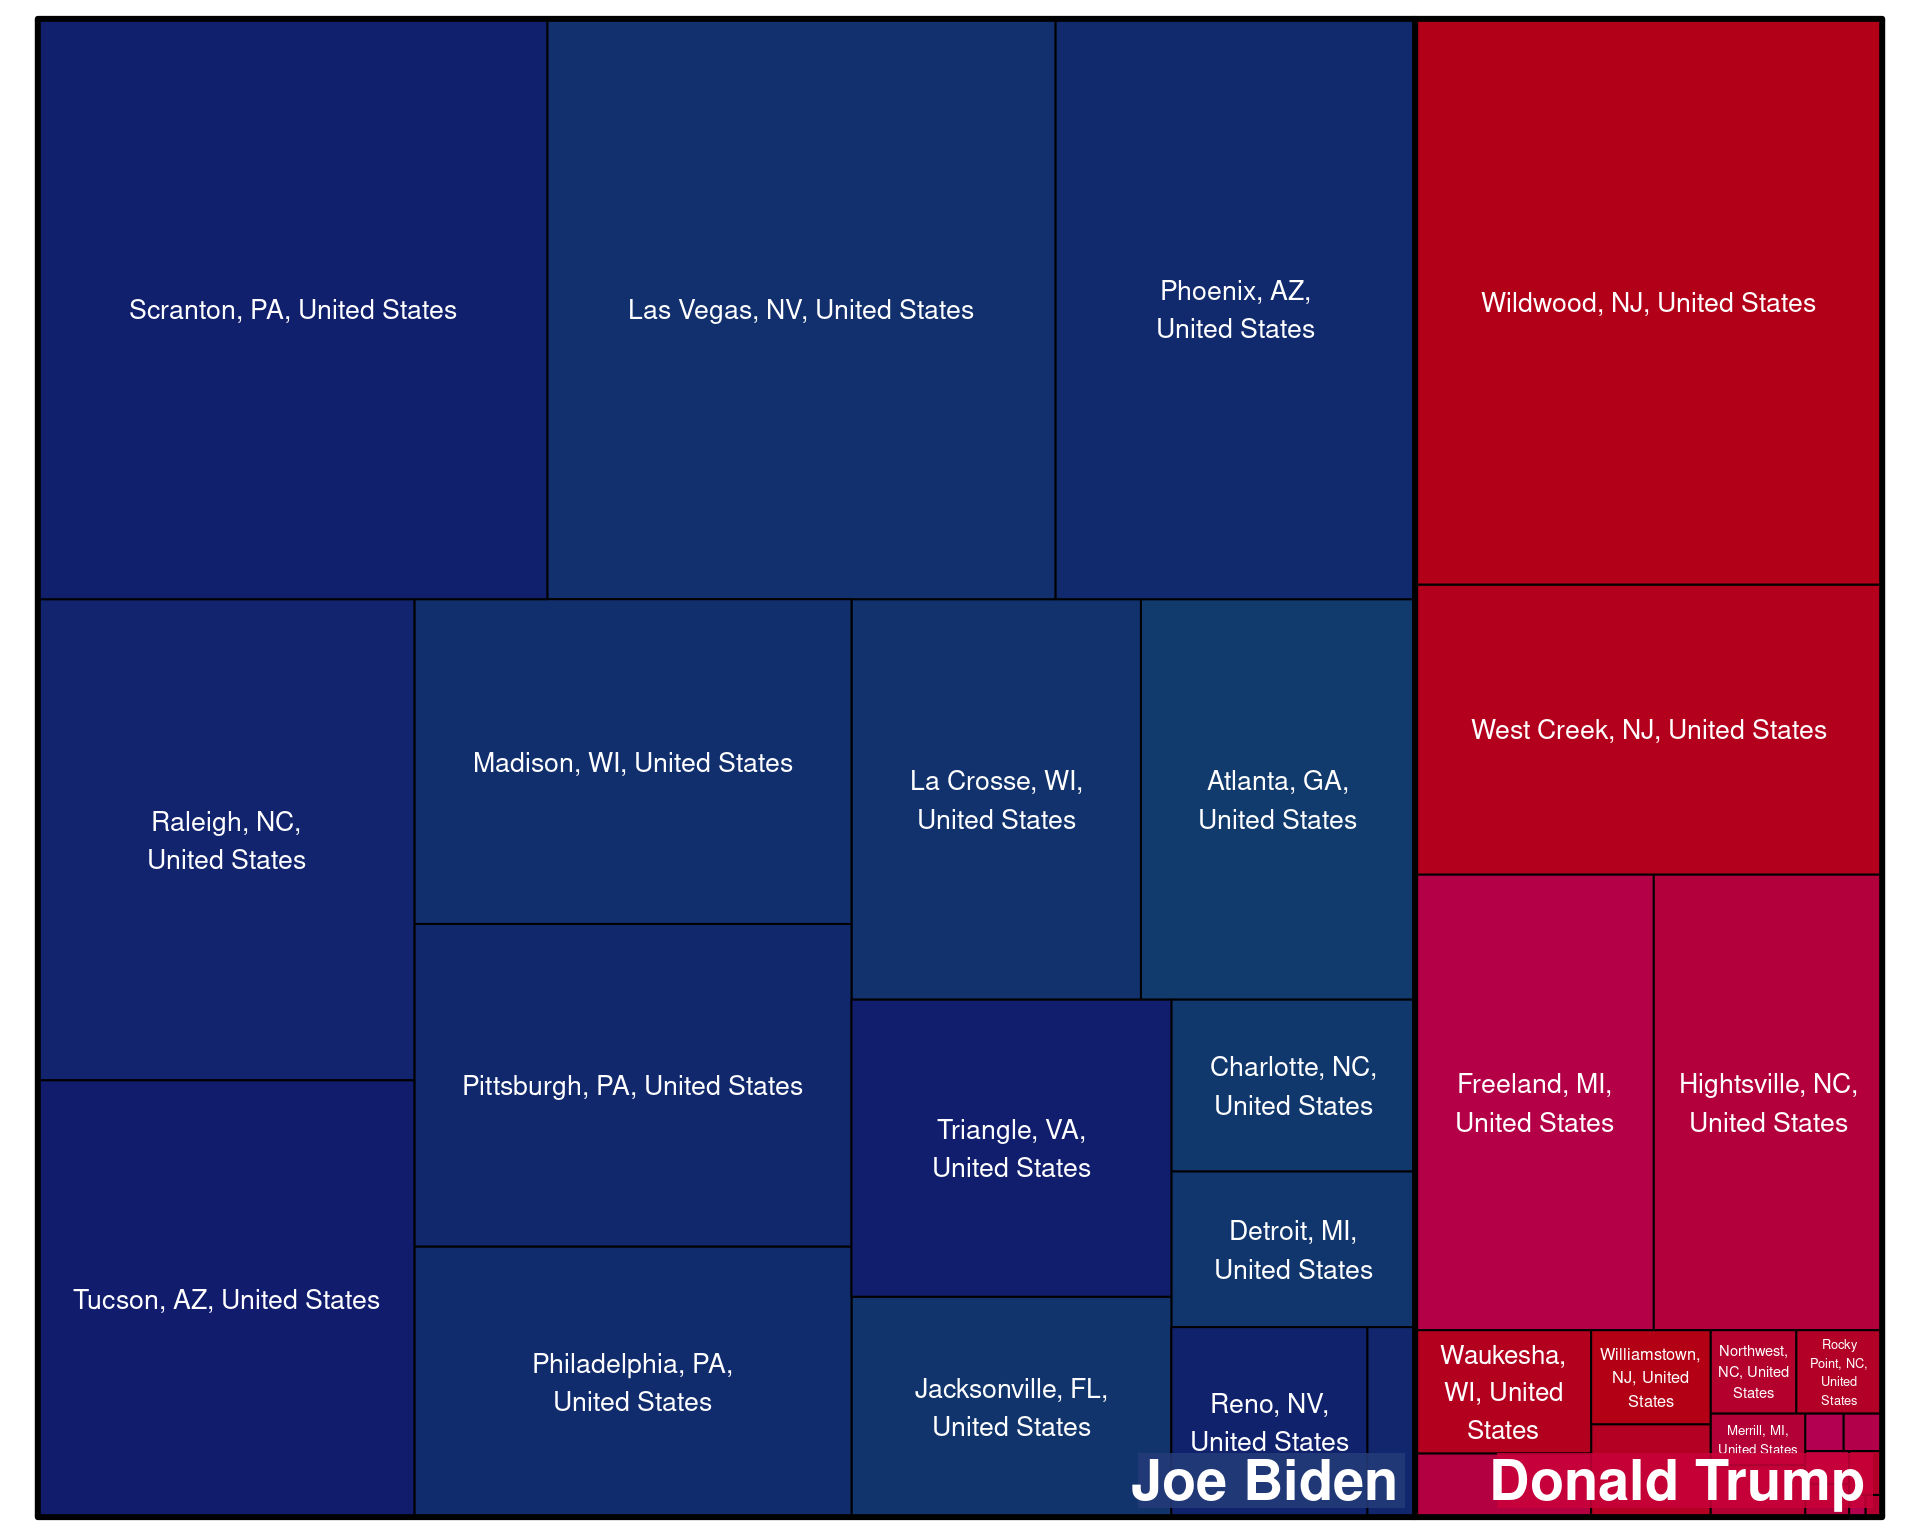 Scranton, PA, United States
Las Vegas, NV, United States
Phoenix, AZ,
United States
Raleigh, NC,
United States
Madison, WI, United States
La Crosse, WI,
United States
Atlanta, GA,
United States
Pittsburgh, PA, United States
Triangle, VA,
United States
Charlotte, NC,
United States
Detroit, MI,
United States
Tucson, AZ, United States
Philadelphia, PA,
United States
Jacksonville, FL,
United States
Reno, NV,
United States
Joe Biden
Wildwood, NJ, United States
West Creek, NJ, United States
Freeland, MI,
United States
Hightsville, NC,
United States
Waukesha,
WI, United
States
Williamstown,
NJ, United
States
Northwest,
NC, United
States
Rocky
Point, NC,
United
States
Merrill, MI,
United States
Donald Trump